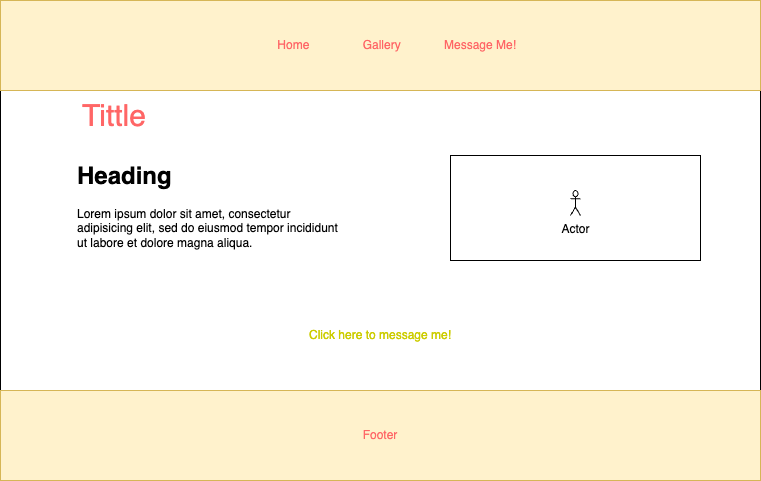 Home Gallery Message Me!
Tittle
Heading
Lorem ipsum dolor sit amet, consectetur
adipisicing elit, sed do eiusmod tempor incididunt
ut labore et dolore magna aliqua.
Actor
Click here to message me!
Footer